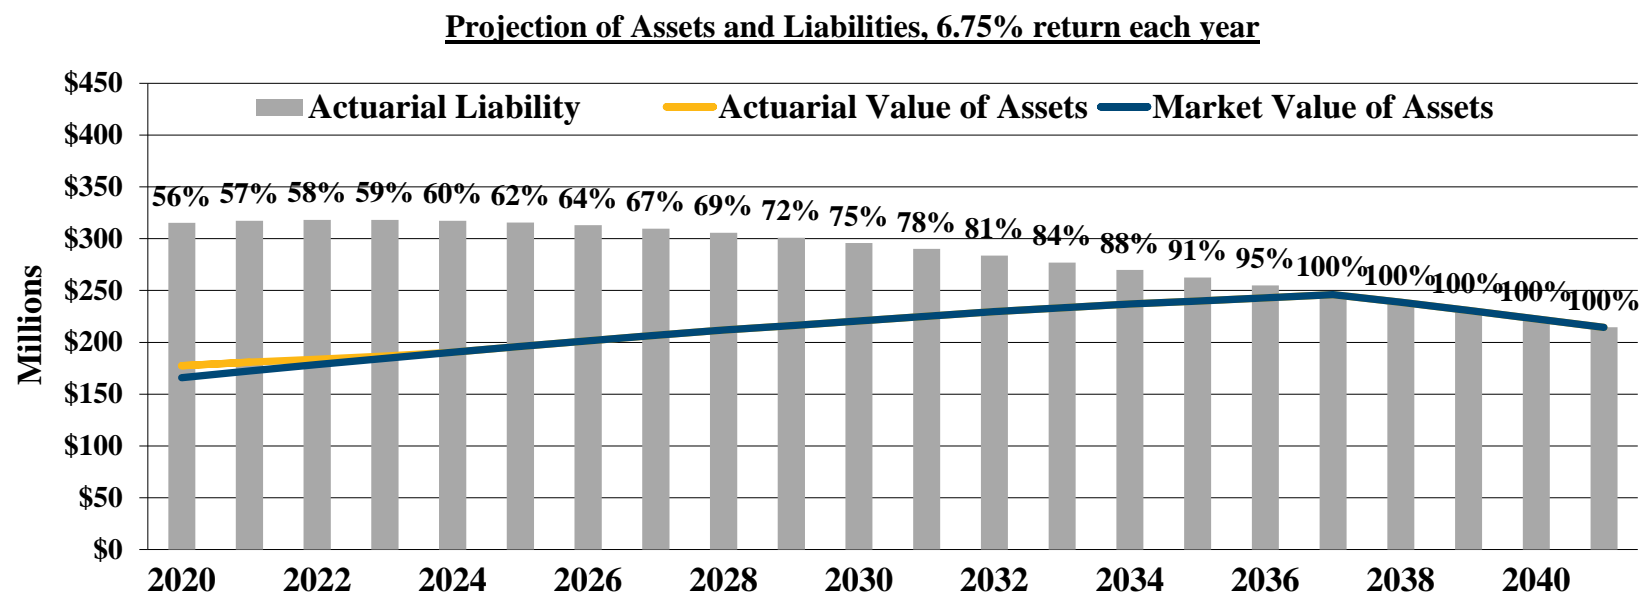 Projection of Assets and Liabilities, 6.75% return each year
$450
Actuarial Liability Actuarial Value of Assets Market Value of Assets
$400
$350
56% 57% 58% 59% 60% 62% 64% 67% 69% 72% 75% 78% 81% 84% 88% 91% 95% 100% 100% 100% 100% 100%
$300
$250
$200
$150
$100
$50
$0
Millions
2020 2022 2024 2026 2028 2030 2032 2034 2036 2038 2040